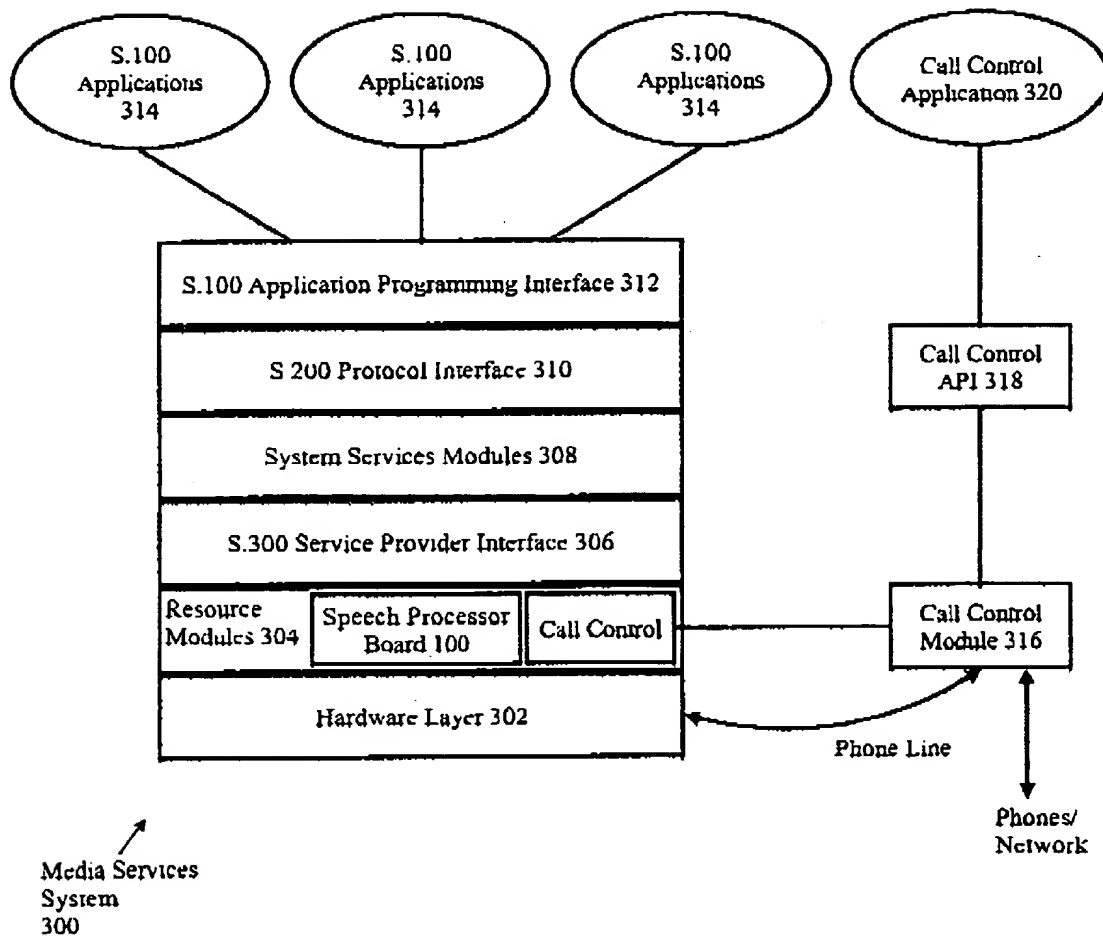 S.100
Applications
314
S.100
Applications
314
S.100
Applications
314
Call Control
Application 320
S.100 Application Programming Interface 312
S 200 Protocol Interface 310
Call Control
API 318
System Services Modules 308
S.300 Service Provider Interface 306
Resource
Modules 304
Speech Processor
Board 100
Call Control
Call Control
Module 316
Hardware Layer 302
Phone Line
Phones/
Network
Media Services
System
300